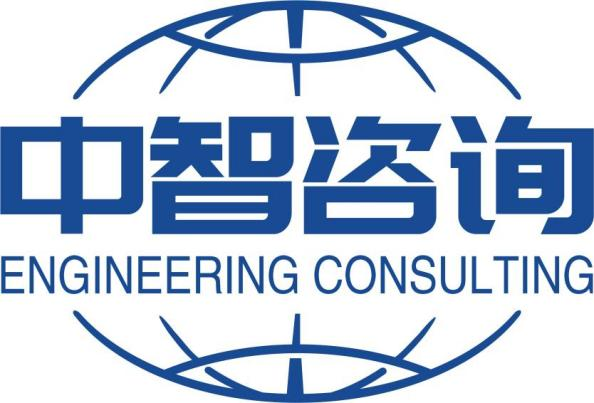 中智咨询
ENGINEERING CONSULTING